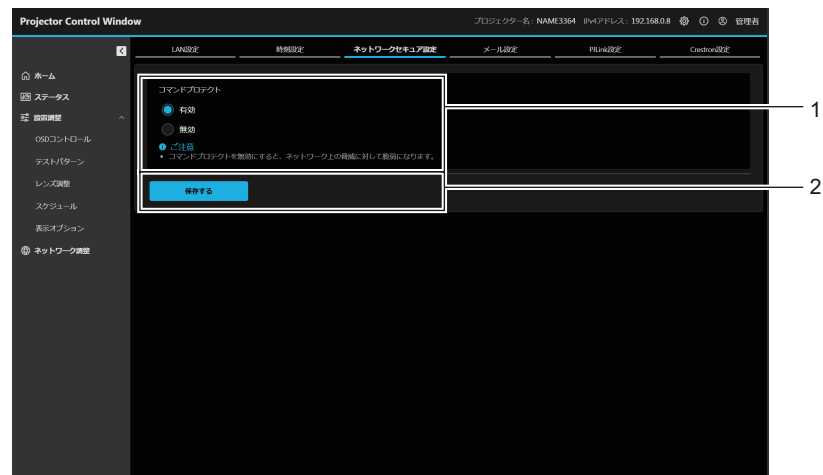 Projector Control Window
プロジェクター名: NAME3364 IPv4アドレス: 192.168.0.8 管理者
LAN設定 時刻設定 ネットワークセキュア設定 メール設定 PJLink設定 Crestron設定
ホーム
ステータス
設置調整
OSDコントロール
テストパターン
レンズ調整
スケジュール
表示オプション
ネットワーク調整
コマンドプロテクト
有効
無効
ご注意
• コマンドプロテクトを無効にすると、ネットワーク上の脅威に対して脆弱になります。
保存する
1
2